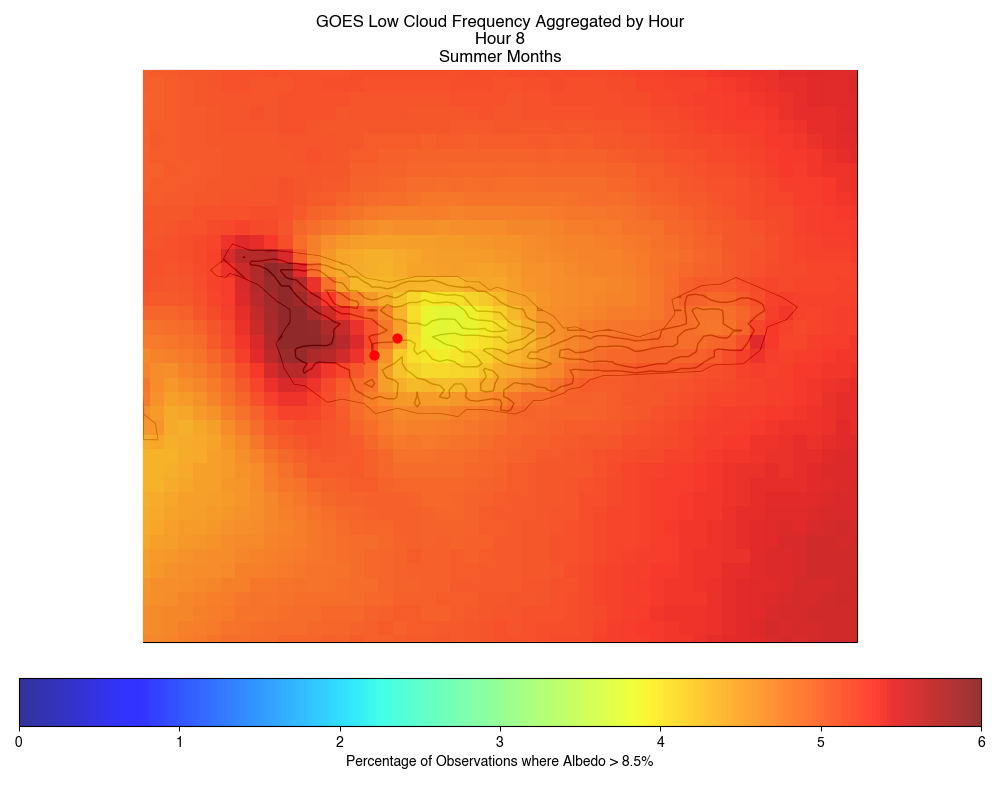 GOES Low Cloud Frequency Aggregated by Hour
Hour 8
Summer Months
0 1 2 3 4 5 6
Percentage of Observations where Albedo > 8.5%